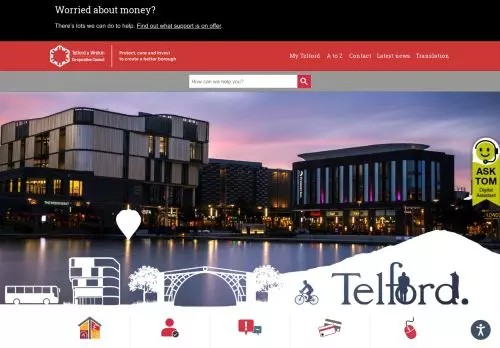 Worried about money?
There's lots we can do to help. Find out what support is on offer.
Telford & Wrekin
Co-operative Council
Protect, care and invest
to create a better borough
My Telford
A to Z
Contact
Latest news
Translation
How can we help you?
ASK
TOM
Digital
Assistant
Telford.